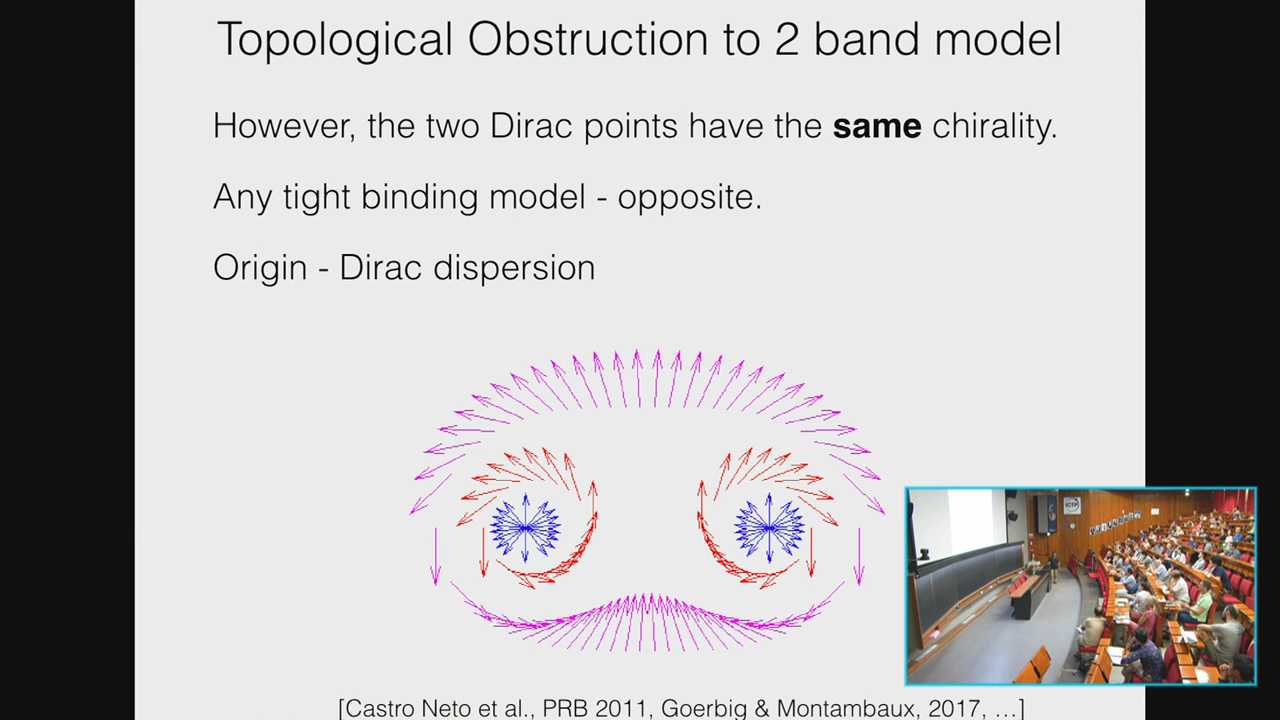 Topological Obstruction to 2 band model
However, the two Dirac points have the same chirality.
Any tight binding model - opposite.
Origin - Dirac dispersion
[Castro Neto et al., PRB 2011, Goerbig & Montambaux, 2017, …]
ICTP